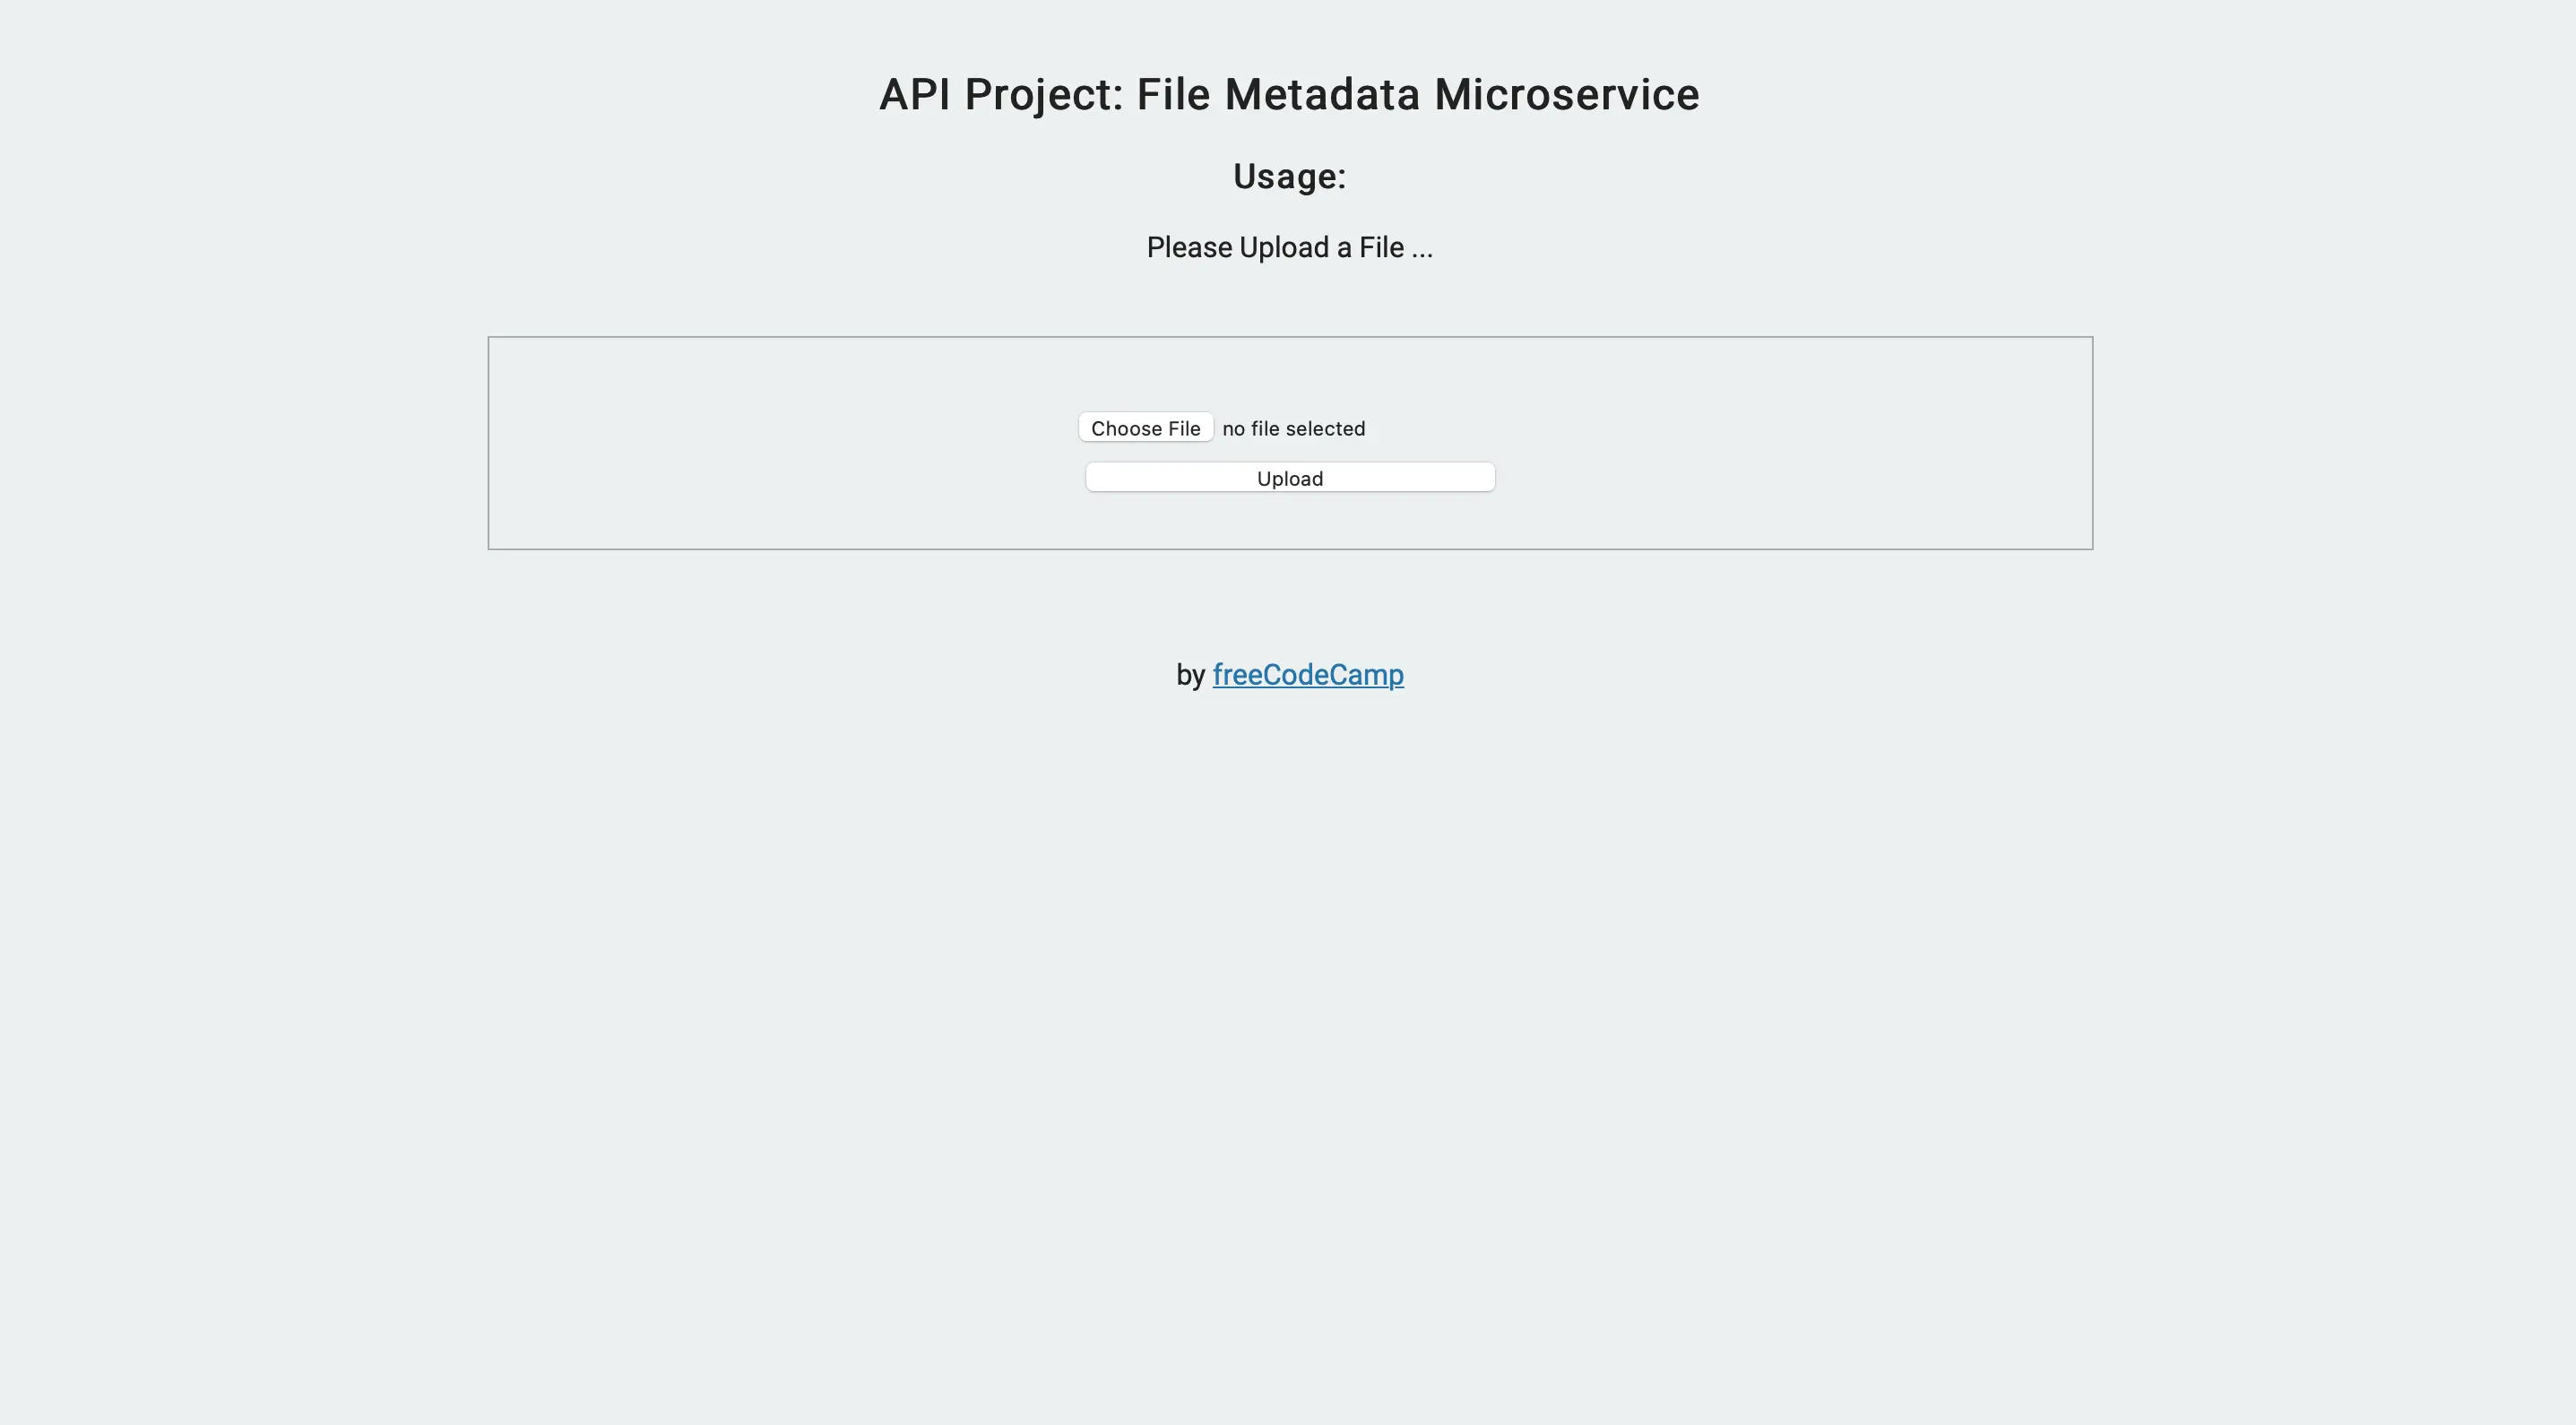 API Project: File Metadata Microservice
Usage:
Please Upload a File ...
Choose File no file selected
Upload
by freeCodeCamp